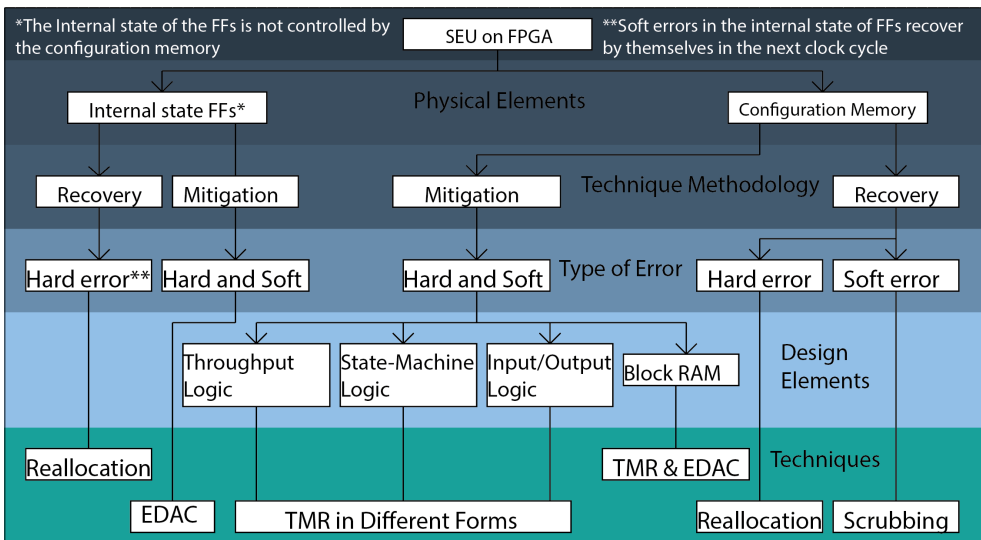 *The Internal state of the FFs is not controlled by
the configuration memory
SEU on FPGA
**Soft errors in the internal state of FFs recover
by themselves in the next clock cycle
Internal state FFs*
Physical Elements
Configuration Memory
Recovery
Mitigation
Mitigation
Technique Methodology
Recovery
Hard error**
Hard and Soft
Hard and Soft
Type of Error
Hard error
Soft error
Throughput
Logic
State-Machine
Logic
Input/Output
Logic
Block RAM
Design
Elements
Reallocation
TMR & EDAC
Techniques
EDAC
TMR in Different Forms
Reallocation
Scrubbing